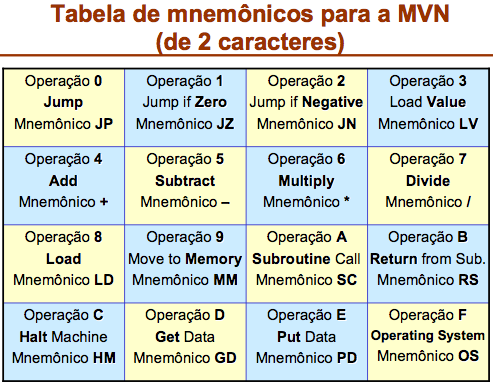 Tabela de mnemônicos para a MVN
(de 2 caracteres)
Operação 0
Jump
Mnemônico JP
Operação 1
Jump if Zero
Mnemônico JZ
Operação 2
Jump if Negative
Mnemônico JN
Operação 3
Load Value
Mnemônico LV
Operação 4
Add
Mnemônico +
Operação 5
Subtract
Mnemônico –
Operação 6
Multiply
Mnemônico *
Operação 7
Divide
Mnemônico /
Operação 8
Load
Mnemônico LD
Operação 9
Move to Memory
Mnemônico MM
Operação A
Subroutine Call
Mnemônico SC
Operação B
Return from Sub.
Mnemônico RS
Operação C
Halt Machine
Mnemônico HM
Operação D
Get Data
Mnemônico GD
Operação E
Put Data
Mnemônico PD
Operação F
Operating System
Mnemônico OS